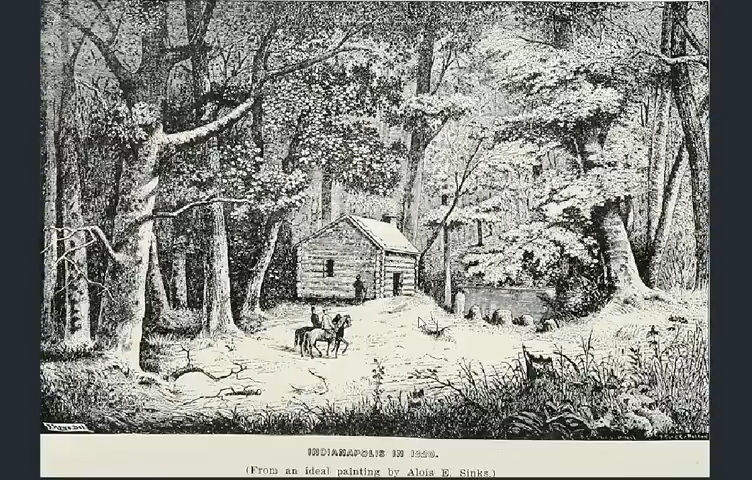 INDIANAPOLIS IN 1820.
(From an ideal painting by Alois E. Sinks.)